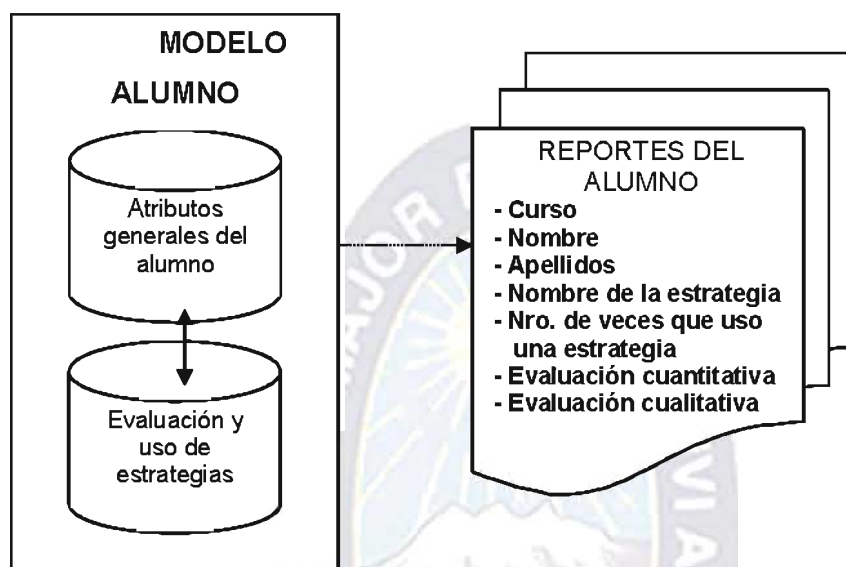 MODELO
ALUMNO
Atributos
generales del
alumno
Evaluación y
uso de
estrategias
REPORTES DEL
ALUMNO
- Curso
- Nombre
- Apellidos
- Nombre de la estrategia
- Nro. de veces que uso
una estrategia
- Evaluación cuantitativa
- Evaluación cualitativa
MAJOR